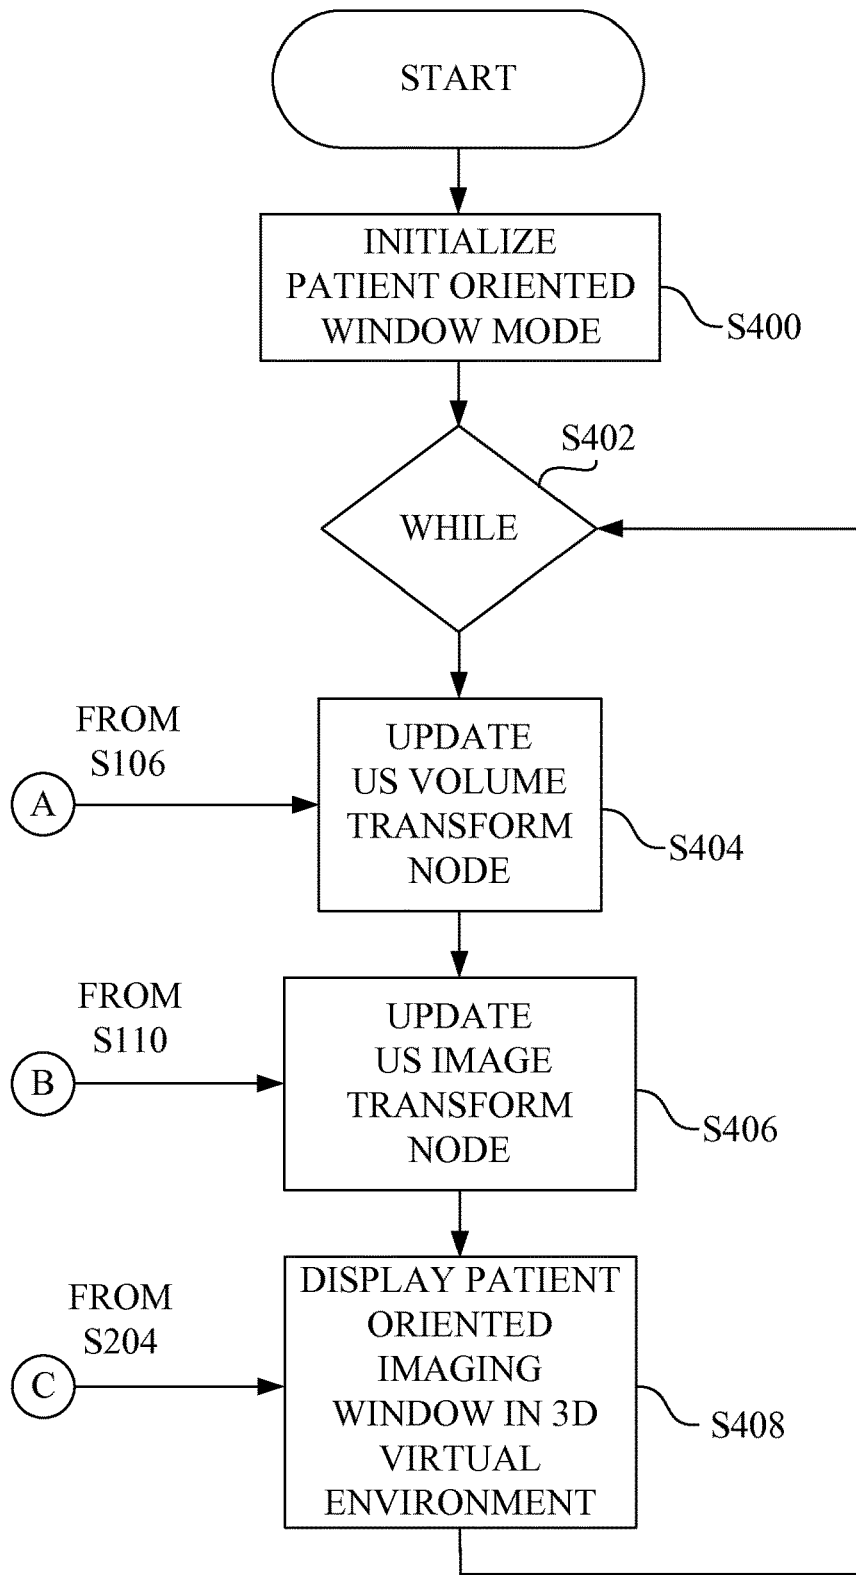 START
INITIALIZE
PATIENT ORIENTED
WINDOW MODE
S400
S402
WHILE
FROM
S106
A
UPDATE
US VOLUME
TRANSFORM
NODE
S404
FROM
S110
B
UPDATE
US IMAGE
TRANSFORM
NODE
S406
FROM
S204
C
DISPLAY PATIENT
ORIENTED
IMAGING
WINDOW IN 3D
VIRTUAL
ENVIRONMENT
S408